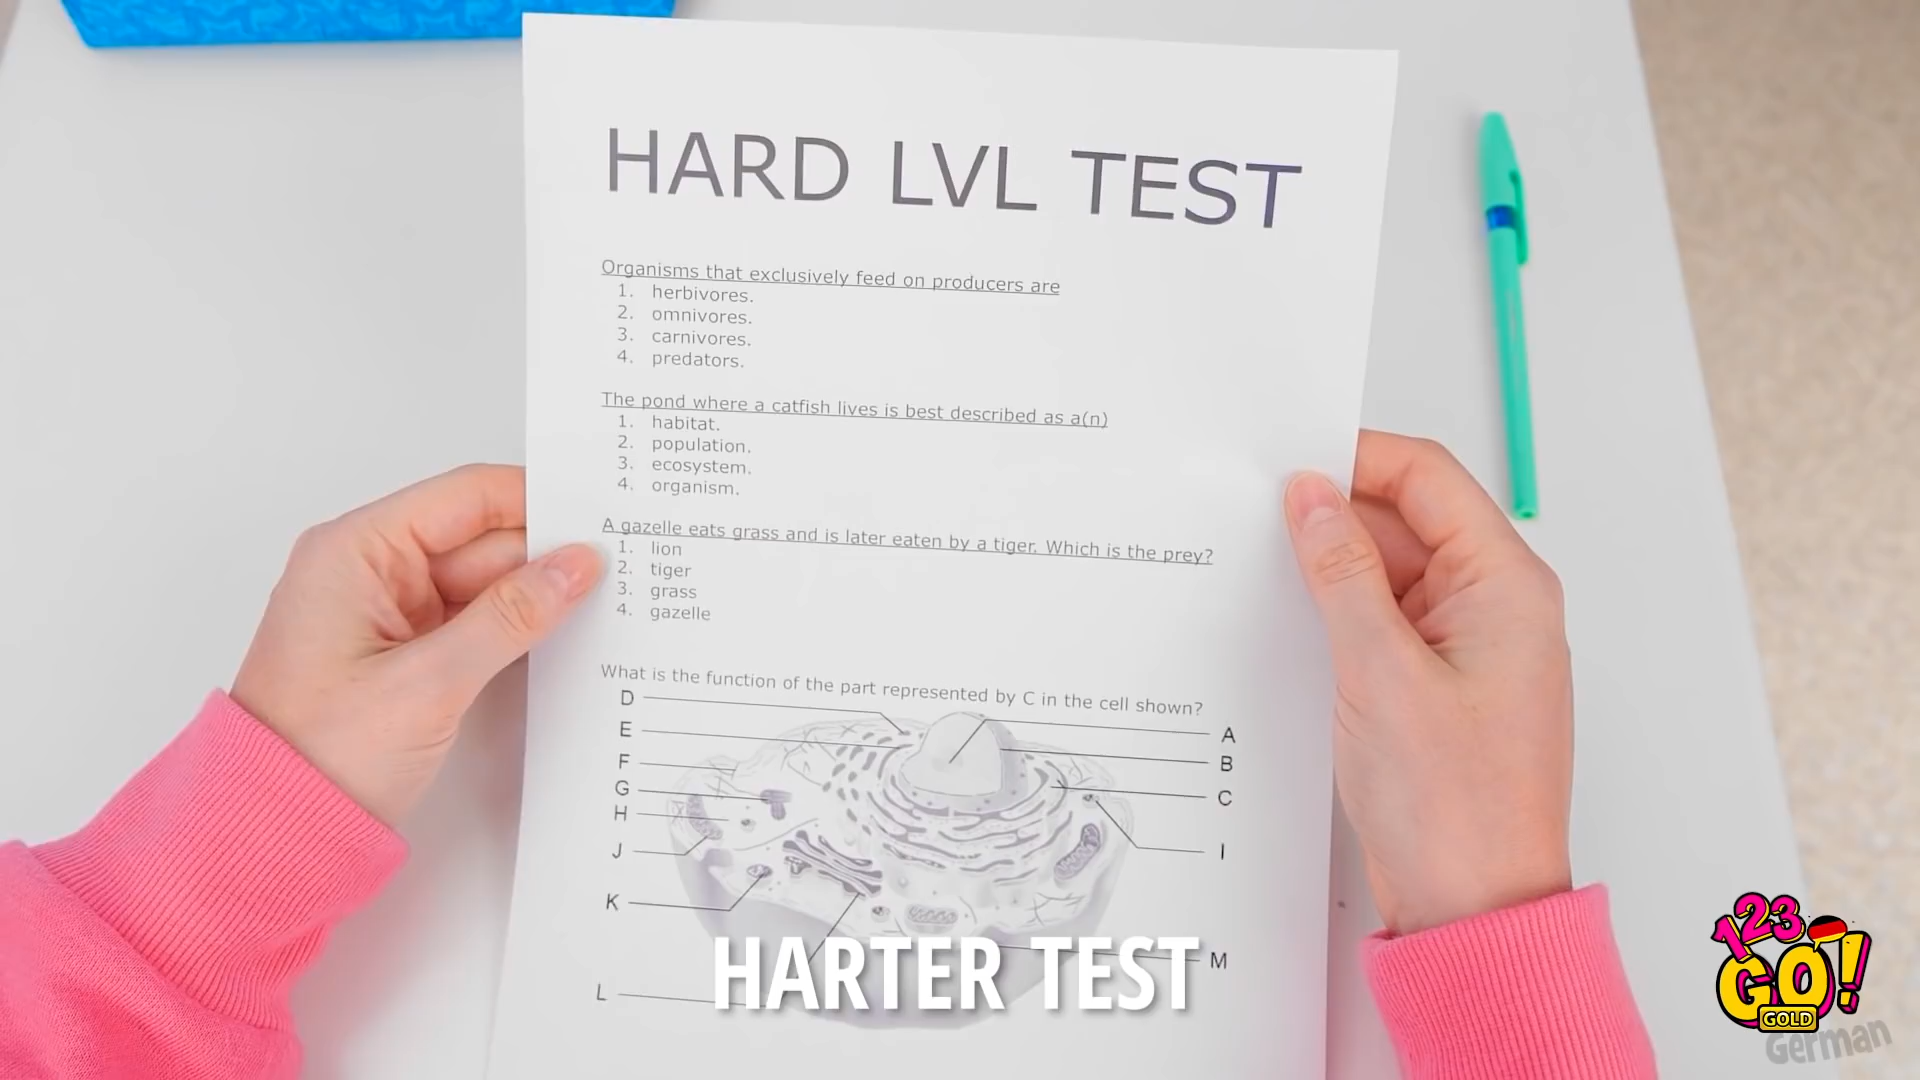 HARD LVL TEST
Organisms that exclusively feed on producers are
1. herbivores.
2. omnivores.
3. carnivores.
4. predators.
The pond where a catfish lives is best described as a(n)
1. habitat.
2. population.
3. ecosystem.
4. organism.
A gazelle eats grass and is later eaten by a tiger. Which is the prey?
1. lion
2. tiger
3. grass
4. gazelle
What is the function of the part represented by C in the cell shown?
D
A
E
B
F
G
C
H
J
I
K
M
L
HARTER TEST
123
GO!
GOLD
German